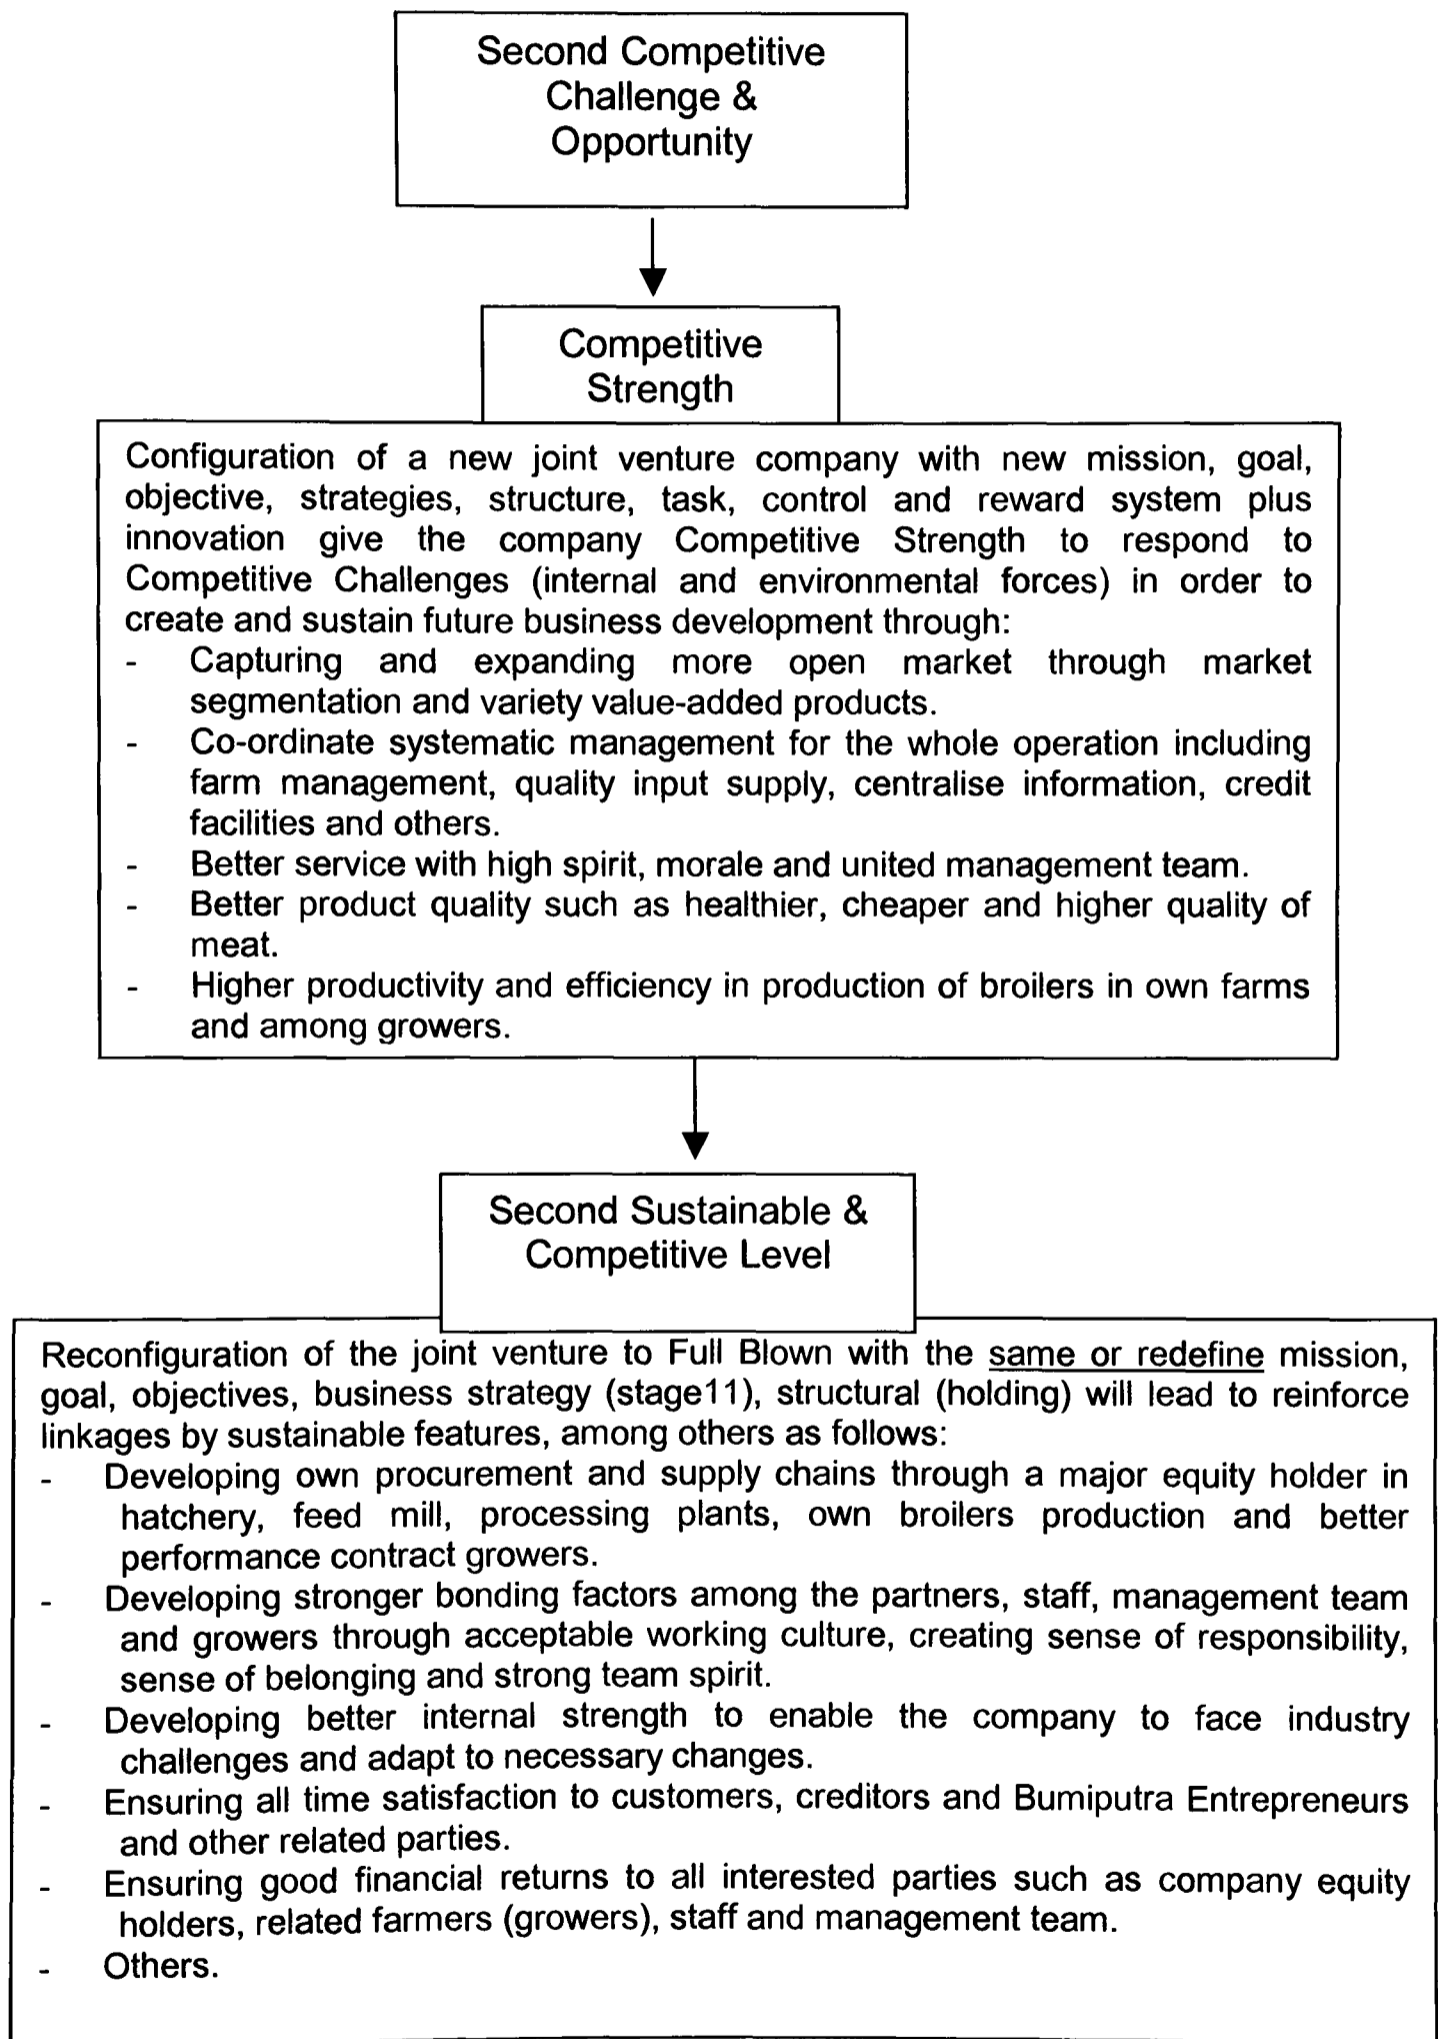 Second Competitive
Challenge &
Opportunity
Competitive
Strength
Configuration of a new joint venture company with new mission, goal,
objective, strategies, structure, task, control and reward system plus
innovation give the company Competitive Strength to respond to
Competitive Challenges (internal and environmental forces) in order to
create and sustain future business development through:
- Capturing and expanding more open market through market
segmentation and variety value-added products.
- Co-ordinate systematic management for the whole operation including
farm management, quality input supply, centralise information, credit
facilities and others.
- Better service with high spirit, morale and united management team.
- Better product quality such as healthier, cheaper and higher quality of
meat.
- Higher productivity and efficiency in production of broilers in own farms
and among growers.
Second Sustainable &
Competitive Level
Reconfiguration of the joint venture to Full Blown with the same or redefine mission,
goal, objectives, business strategy (stage11), structural (holding) will lead to reinforce
linkages by sustainable features, among others as follows:
- Developing own procurement and supply chains through a major equity holder in
hatchery, feed mill, processing plants, own broilers production and better
performance contract growers.
- Developing stronger bonding factors among the partners, staff, management team
and growers through acceptable working culture, creating sense of responsibility,
sense of belonging and strong team spirit.
- Developing better internal strength to enable the company to face industry
challenges and adapt to necessary changes.
- Ensuring all time satisfaction to customers, creditors and Bumiputra Entrepreneurs
and other related parties.
- Ensuring good financial returns to all interested parties such as company equity
holders, related farmers (growers), staff and management team.
- Others.